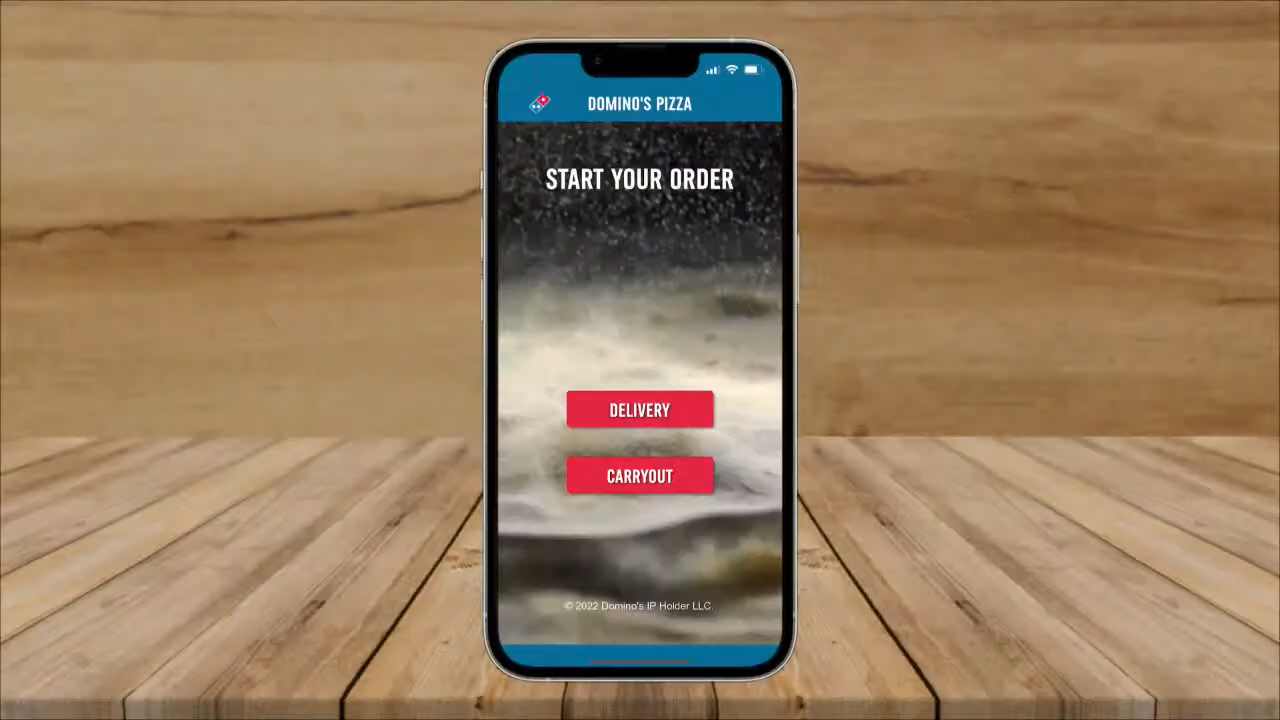 DOMINO'S PIZZA
START YOUR ORDER
DELIVERY
CARRYOUT
© 2022 Domino's IP Holder LLC.